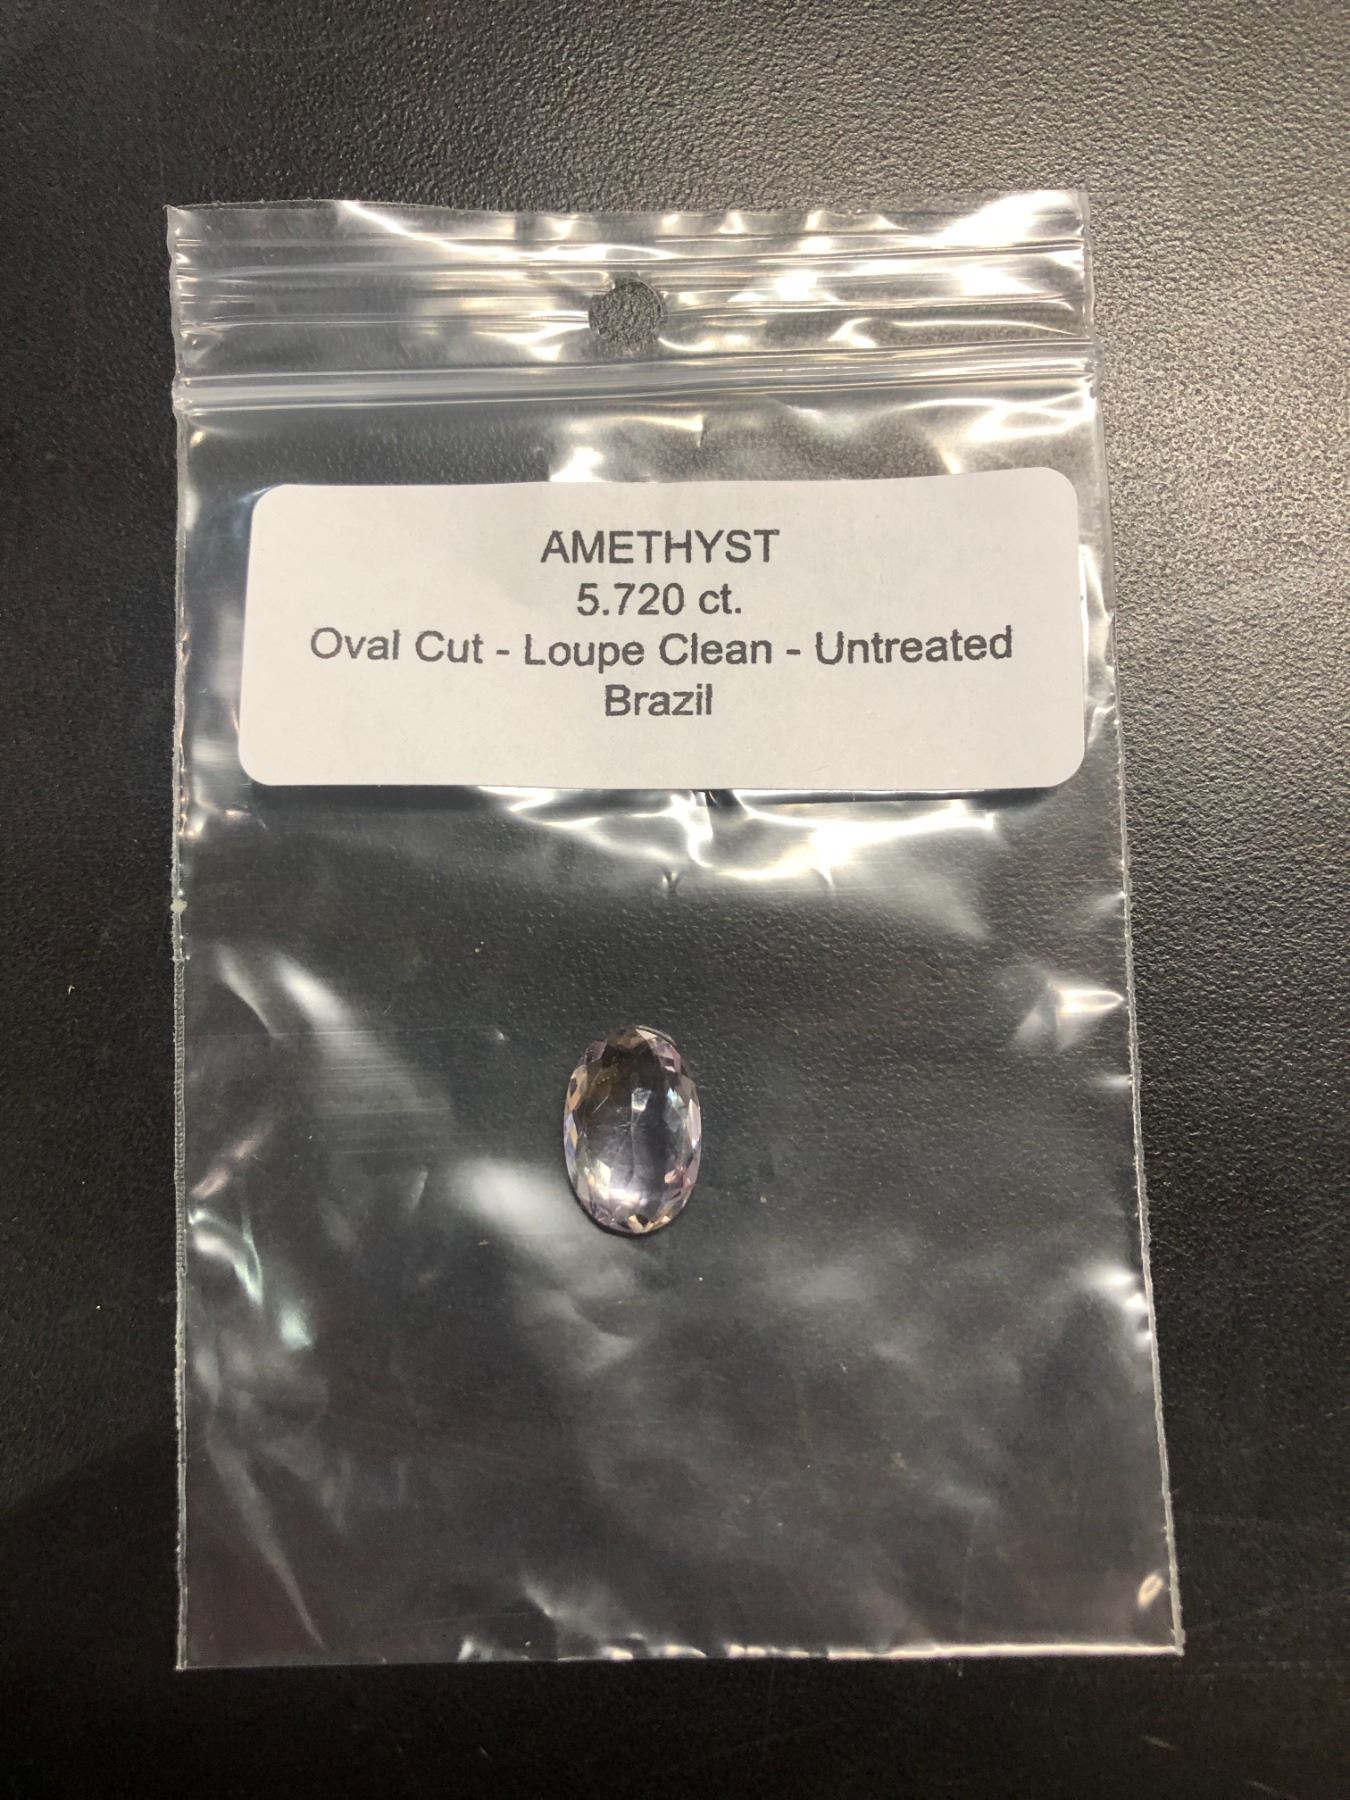 AMETHYST
5.720 ct.
Oval Cut - Loupe Clean - Untreated
Brazil